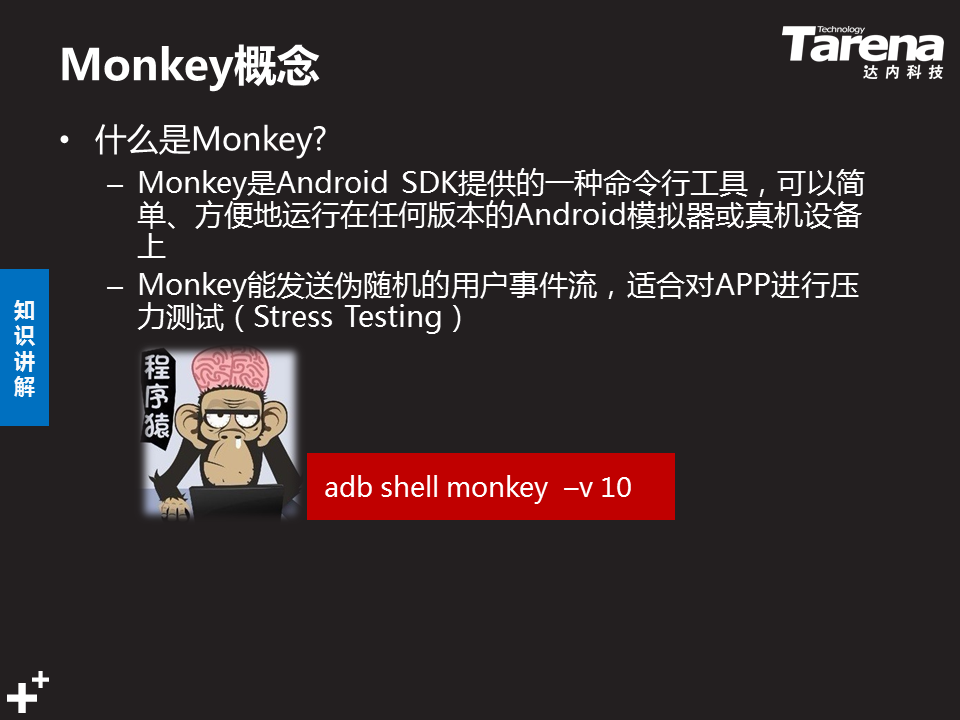 Monkey概念
Technology
Tarena
达内科技
• 什么是Monkey?
– Monkey是Android SDK提供的一种命令行工具，可以简
单、方便地运行在任何版本的Android模拟器或真机设备
上
– Monkey能发送伪随机的用户事件流，适合对APP进行压
力测试（Stress Testing）
知
识
讲
解
程
序
猿
adb shell monkey –v 10